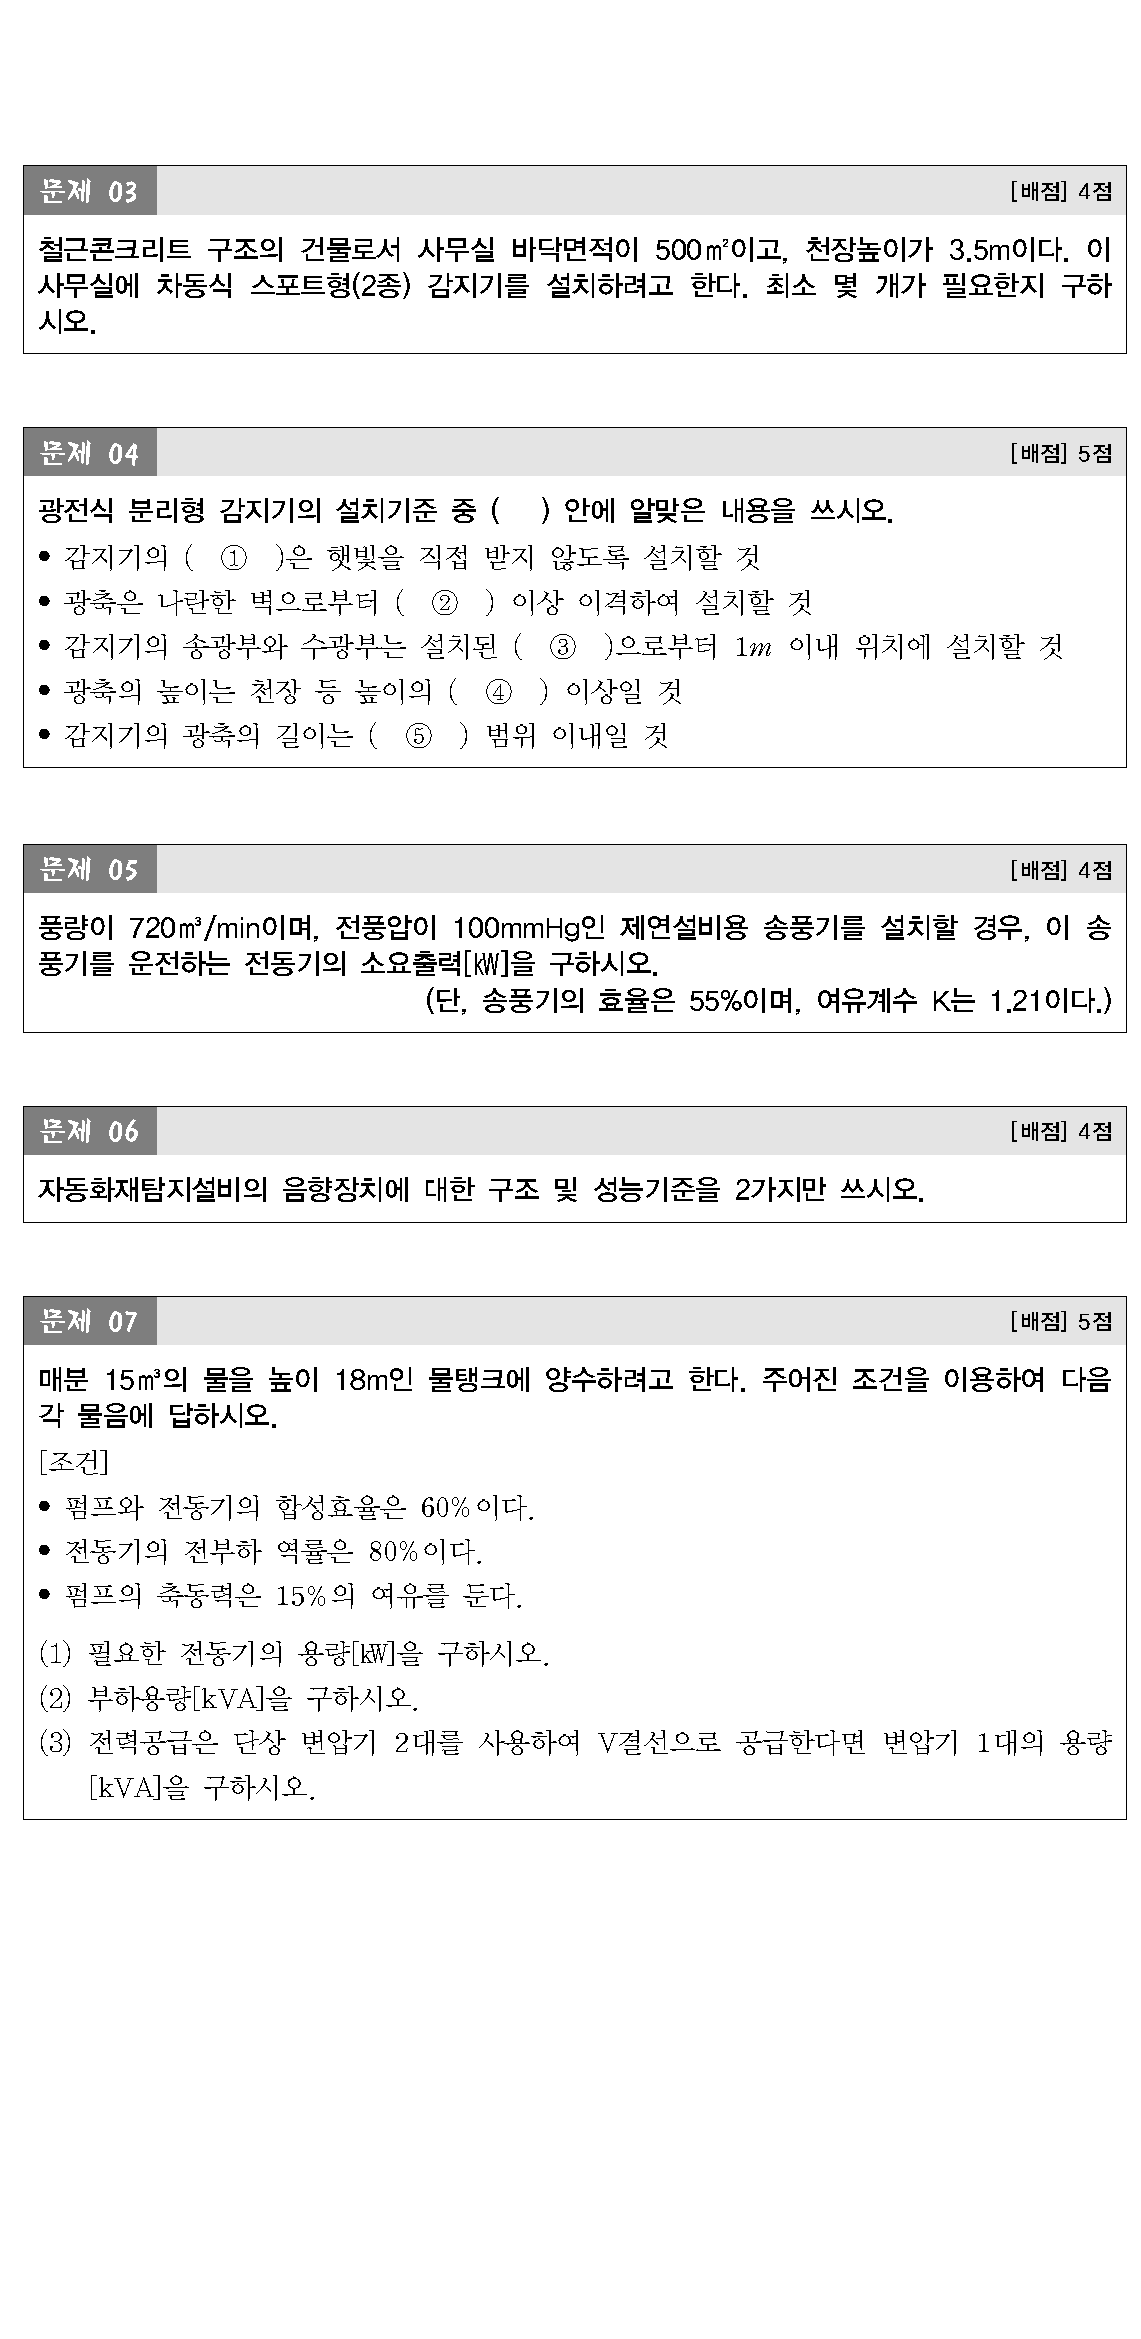 문제 03 [배점] 4점
철근콘크리트 구조의 건물로서 사무실 바닥면적이 500㎡이고, 천장높이가 3.5m이다. 이
사무실에 차동식 스포트형(2종) 감지기를 설치하려고 한다. 최소 몇 개가 필요한지 구하
시오.
문제 04 [배점] 5점
광전식 분리형 감지기의 설치기준 중 (   ) 안에 알맞은 내용을 쓰시오.
• 감지기의 ( ① )은 햇빛을 직접 받지 않도록 설치할 것
• 광축은 나란한 벽으로부터 ( ② ) 이상 이격하여 설치할 것
• 감지기의 송광부와 수광부는 설치된 ( ③ )으로부터 1m 이내 위치에 설치할 것
• 광축의 높이는 천장 등 높이의 ( ④ ) 이상일 것
• 감지기의 광축의 길이는 ( ⑤ ) 범위 이내일 것
문제 05 [배점] 4점
풍량이 720㎥/min이며, 전풍압이 100mmHg인 제연설비용 송풍기를 설치할 경우, 이 송
풍기를 운전하는 전동기의 소요출력[㎾]을 구하시오.
(단, 송풍기의 효율은 55%이며, 여유계수 K는 1.21이다.)
문제 06 [배점] 4점
자동화재탐지설비의 음향장치에 대한 구조 및 성능기준을 2가지만 쓰시오.
문제 07 [배점] 5점
매분 15㎥의 물을 높이 18m인 물탱크에 양수하려고 한다. 주어진 조건을 이용하여 다음
각 물음에 답하시오.
[조건]
• 펌프와 전동기의 합성효율은 60%이다.
• 전동기의 전부하 역률은 80%이다.
• 펌프의 축동력은 15%의 여유를 둔다.
(1) 필요한 전동기의 용량[㎾]을 구하시오.
(2) 부하용량[kVA]을 구하시오.
(3) 전력공급은 단상 변압기 2대를 사용하여 V결선으로 공급한다면 변압기 1대의 용량
[kVA]을 구하시오.